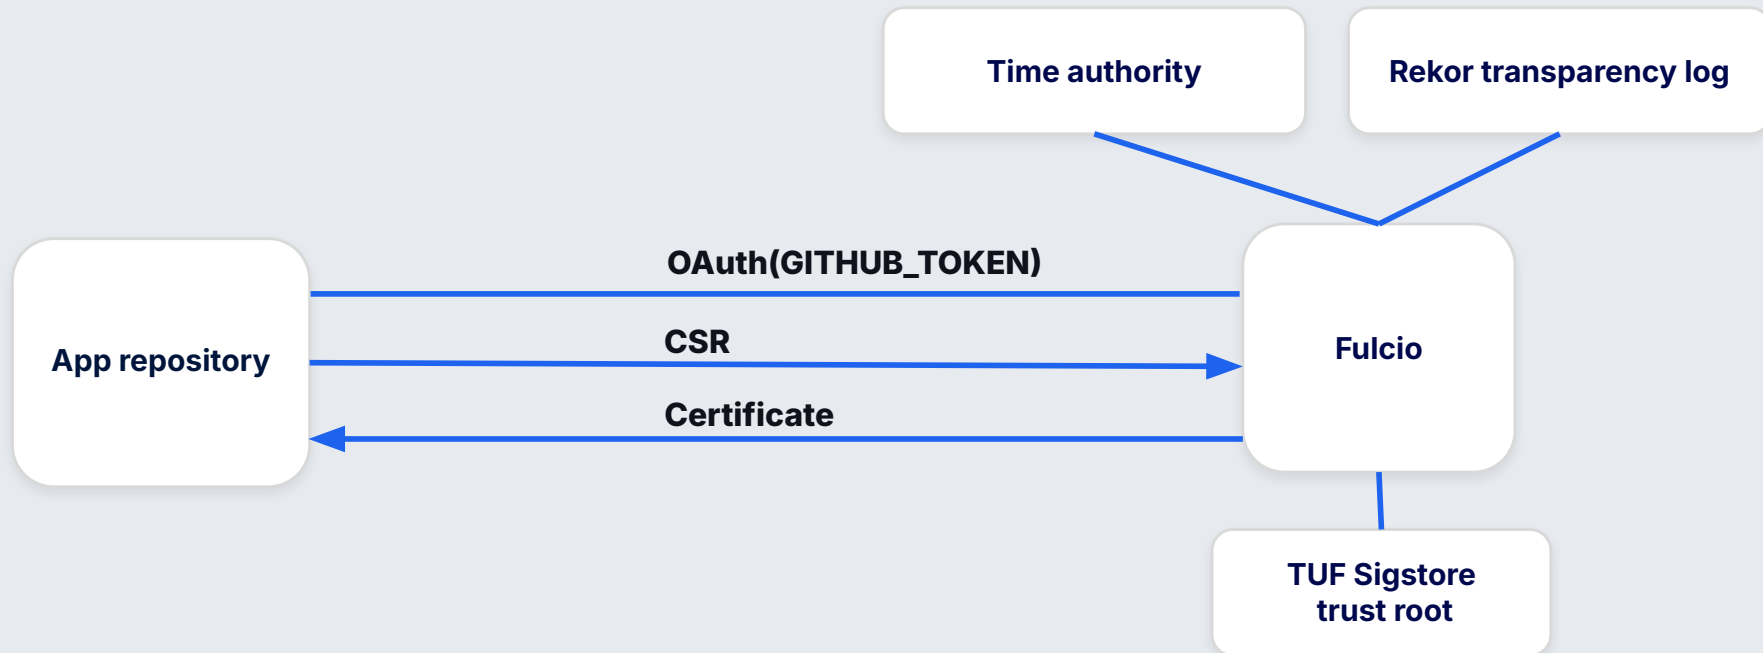 Time authority
Rekor transparency log
OAuth(GITHUB_TOKEN)
CSR
App repository
Fulcio
Certificate
TUF Sigstore
trust root